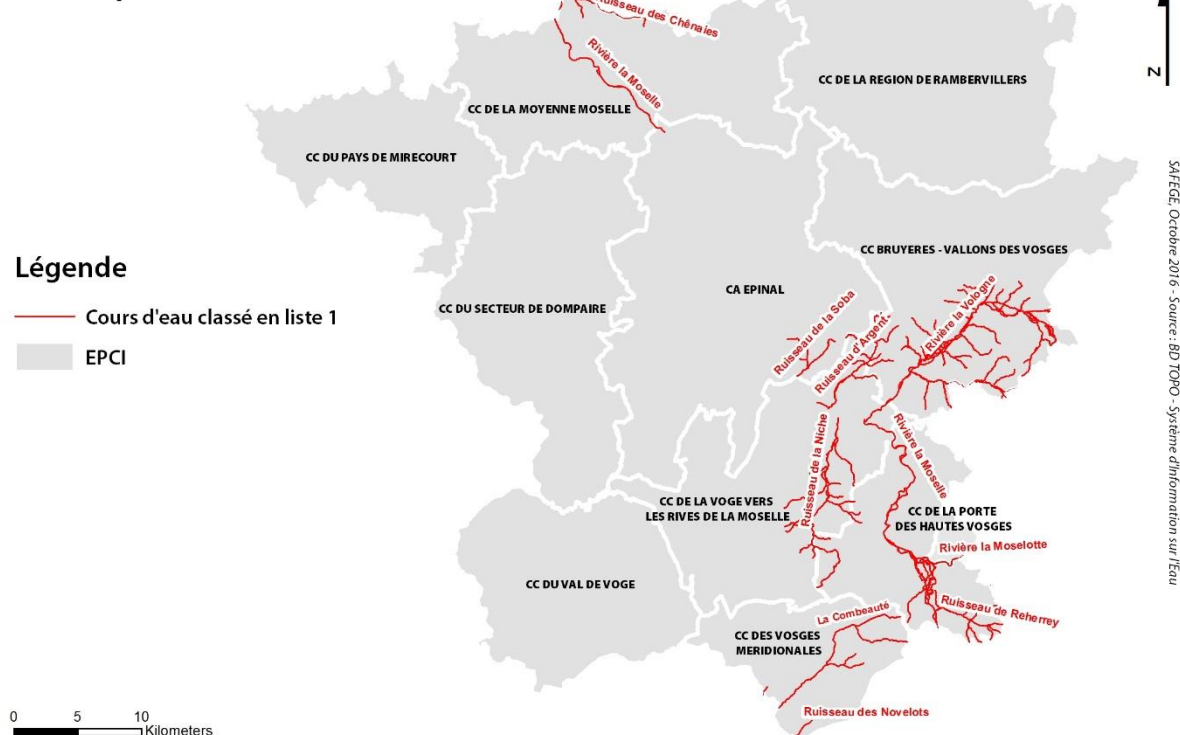 Ruisseau des Chênaies
Rivière la Moselle
CC DE LA REGION DE RAMBERVILLERS
N
CC DE LA MOYENNE MOSELLE
CC DU PAYS DE MIRECOURT
SAFEGE, Octobre 2016 - Source : BD TOPO - Système d'Information sur l'Eau
CC BRUYERES - VALLONS DES VOSGES
Légende
CA EPINAL
Cours d'eau classé en liste 1
CC DU SECTEUR DE DOMPAIRE
Ruisseau de la Soba
Ruisseau d'Argent
Rivière la Vologne
EPCI
Ruisseau de la Niche
Rivière la Moselle
CC DE LA VOGE VERS
LES RIVES DE LA MOSELLE
CC DE LA PORTE
DES HAUTES VOSGES
Rivière la Moselotte
CC DU VAL DE VOGE
La Combeauté
Ruisseau de Reherrey
CC DES VOSGES
MERIDIONALES
Ruisseau des Novelots
0 5 10
Kilometers